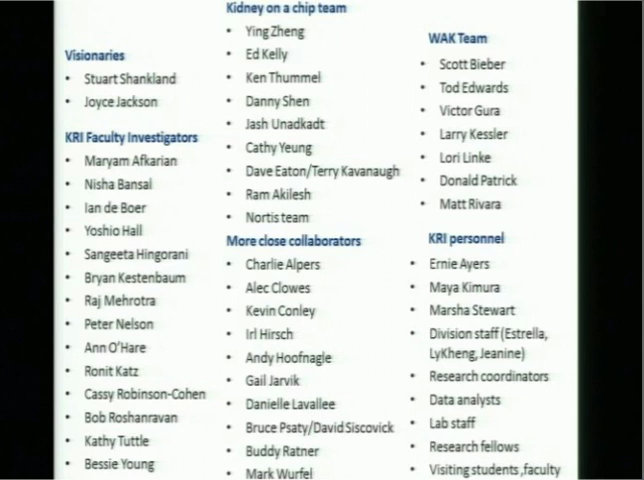 Visionaries
• Stuart Shankland
• Joyce Jackson
KRI Faculty Investigators
• Maryam Afkarian
• Nisha Bansal
• Ian de Boer
• Yoshio Hall
• Sangeeta Hingorani
• Bryan Kestenbaum
• Raj Mehrotra
• Peter Nelson
• Ann O'Hare
• Ronit Katz
• Cassy Robinson-Cohen
• Bob Roshanravan
• Kathy Tuttle
• Bessie Young
Kidney on a chip team
• Ying Zheng
• Ed Kelly
• Ken Thummel
• Danny Shen
• Jash Unadkadt
• Cathy Yeung
• Dave Eaton/Terry Kavanaugh
• Ram Akilesh
• Nortis team
More close collaborators
• Charlie Alpers
• Alec Clowes
• Kevin Conley
• Irl Hirsch
• Andy Hoofnagle
• Gail Jarvik
• Danielle Lavallee
• Bruce Psaty/David Siscovick
• Buddy Ratner
• Mark Wurfel
WAK Team
• Scott Bieber
• Tod Edwards
• Victor Gura
• Larry Kessler
• Lori Linke
• Donald Patrick
• Matt Rivara
KRI personnel
• Ernie Ayers
• Maya Kimura
• Marsha Stewart
• Division staff (Estrella,
LyKheng, Jeanine)
• Research coordinators
• Data analysts
• Lab staff
• Research fellows
• Visiting students ,faculty